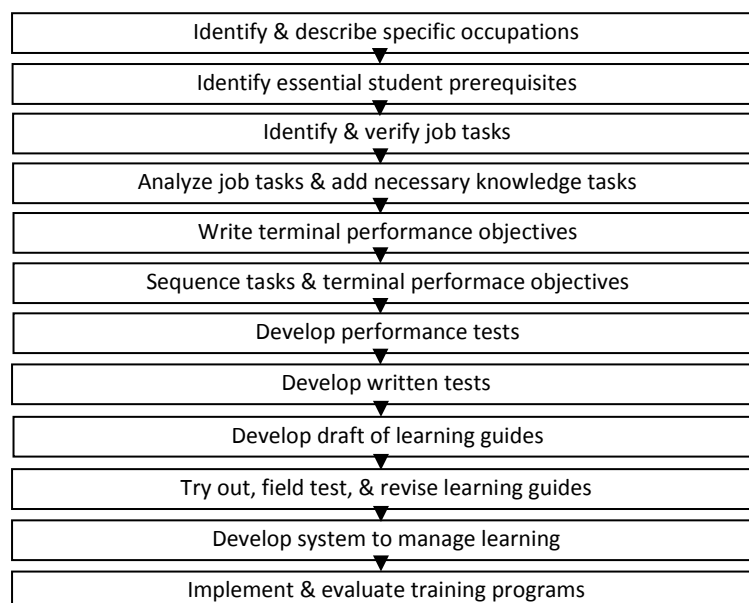 Identify & describe specific occupations
Identify essential student prerequisites
Identify & verify job tasks
Analyze job tasks & add necessary knowledge tasks
Write terminal performance objectives
Sequence tasks & terminal performace objectives
Develop performance tests
Develop written tests
Develop draft of learning guides
Try out, field test, & revise learning guides
Develop system to manage learning
Implement & evaluate training programs